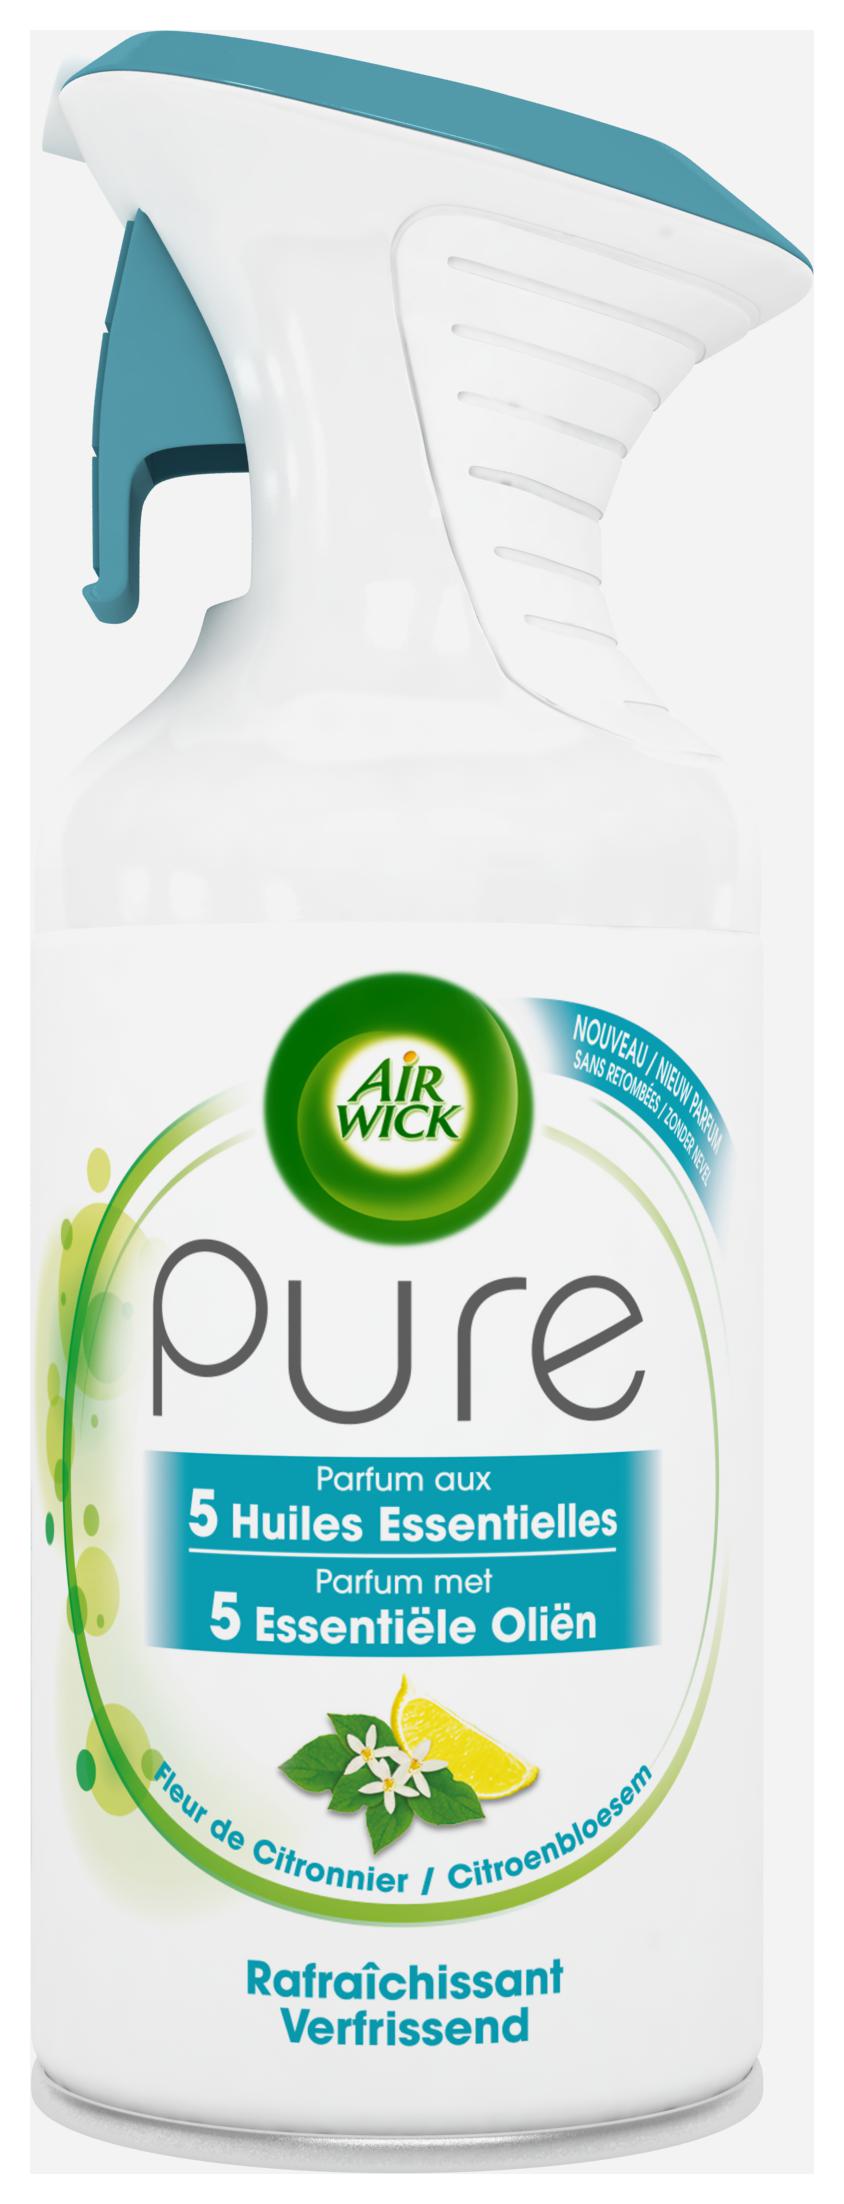 AIR
WICK
NOUVEAU / NIEUW PARFUM
SANS RETOMBÉES / ZONDER NEVEL
Pure
Parfum aux
5 Huiles Essentielles
Parfum met
5 Essentiële Oliën
Fleur de Citronnier / Citroenbloesem
Rafraîchissant
Verfrissend